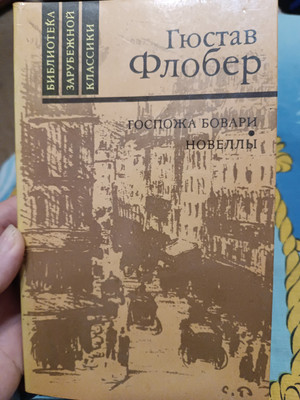 БИБЛИОТЕКА
ЗАРУБЕЖНОЙ
КЛАССИКИ
Гюстав
Флобер
ГОСПОЖА БОВАРИ
НОВЕЛЛЫ